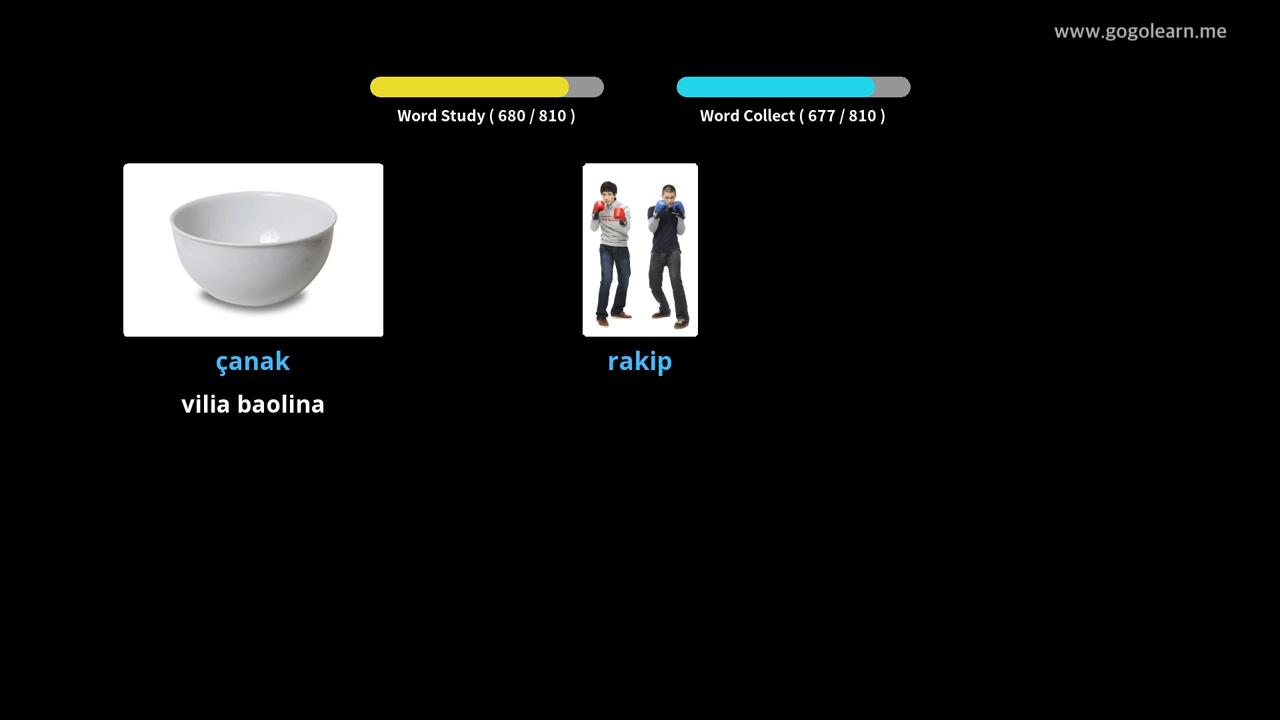 www.gogolearn.me
Word Study ( 680 / 810 )
Word Collect ( 677 / 810 )
çanak
rakip
vilia baolina